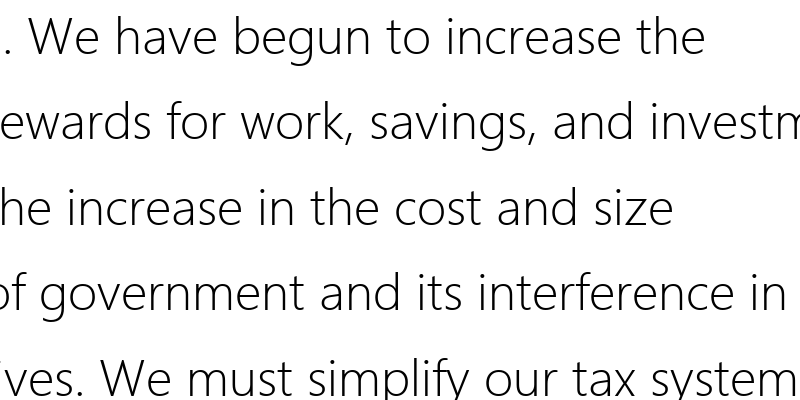 . We have begun to increase the
ewards for work, savings, and investm
he increase in the cost and size
of government and its interference in
ives. We must simplify our tax system